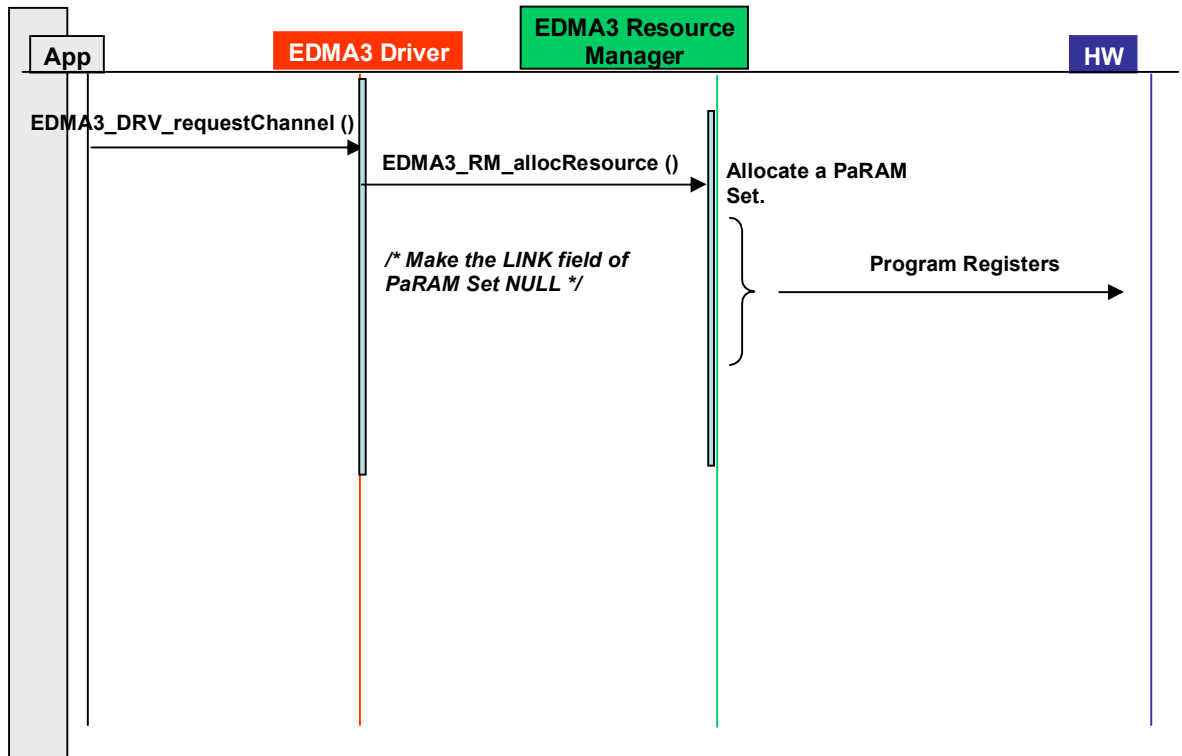 App
EDMA3 Driver
EDMA3 Resource
Manager
HW
EDMA3_DRV_requestChannel ()
EDMA3_RM_allocResource ()
Allocate a PaRAM
Set.
/* Make the LINK field of
PaRAM Set NULL */
Program Registers